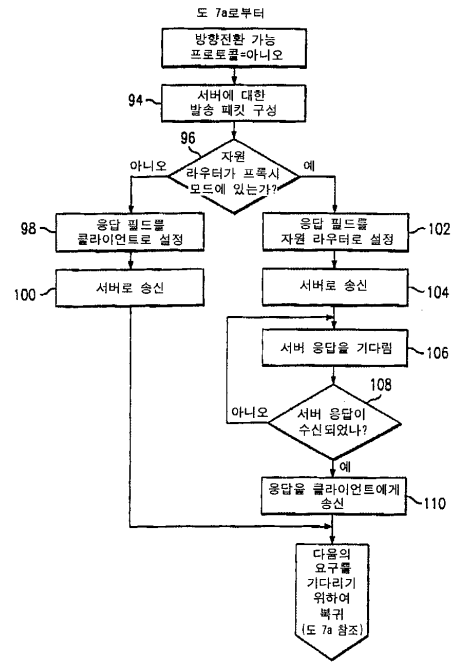 도 7a로부터
방향전환 가능
프로토콜=아니오
94
서버에 대한
발송 패킷 구성
96
자원
라우터가 프록시
모드에 있는가?
아니오
예
98
응답 필드를
클라이언트로 설정
응답 필드를
자원 라우터로 설정
102
100
서버로 송신
서버로 송신
104
서버 응답을 기다림
106
108
아니오
서버 응답이
수신되었나?
예
응답을 클라이언트에게
송신
110
다음의
요구를
기다리기
위하여
복귀
(도 7a 참조)